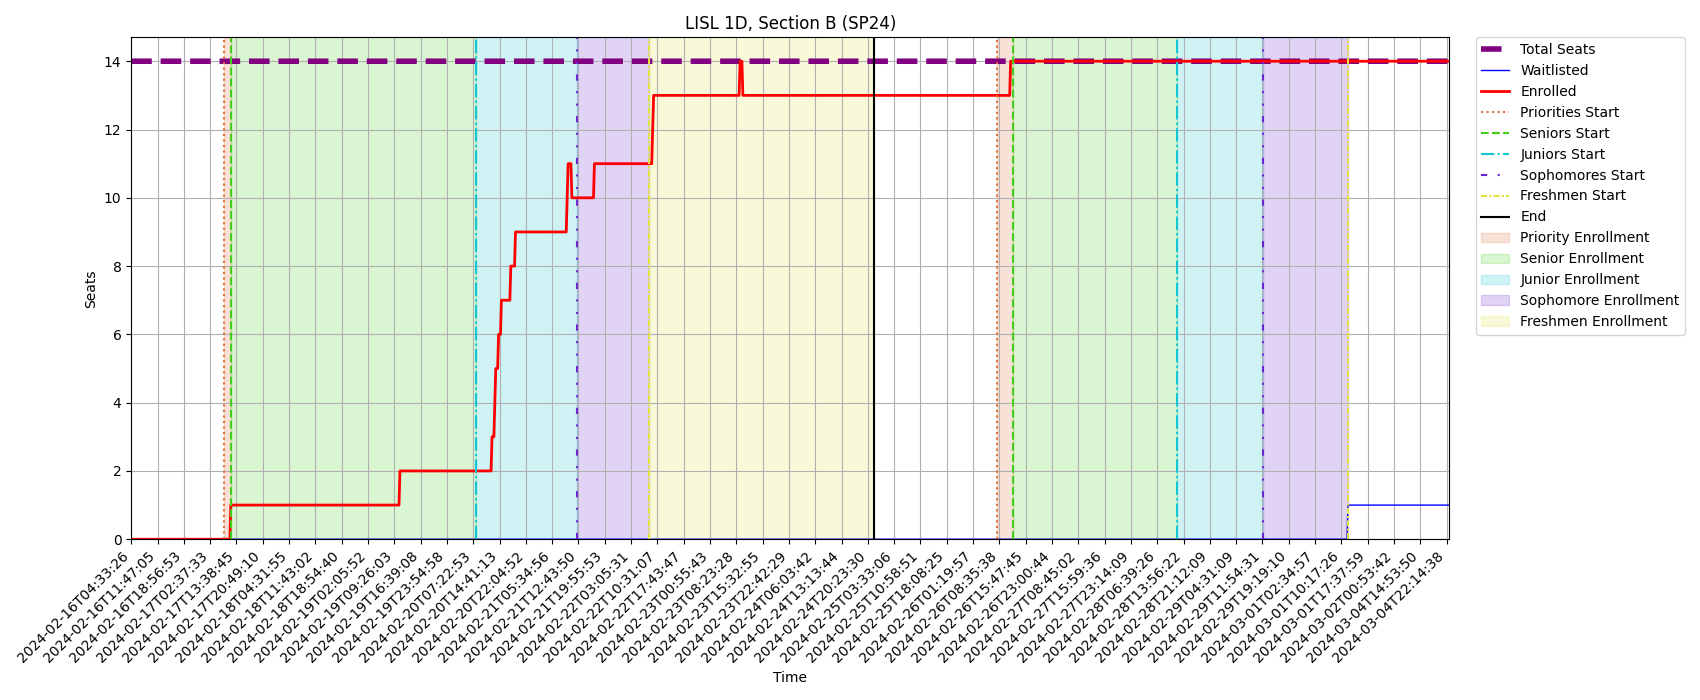 LISL 1D, Section B (SP24)
Seats
14
12
10
8
6
4
2
0
2024-02-16T04:33:26
2024-02-16T11:47:05
2024-02-16T18:56:53
2024-02-17T02:37:33
2024-02-17T13:38:45
2024-02-17T20:49:10
2024-02-18T04:31:55
2024-02-18T11:43:02
2024-02-18T18:54:40
2024-02-19T02:05:52
2024-02-19T09:26:03
2024-02-19T16:39:08
2024-02-19T23:54:58
2024-02-20T07:22:53
2024-02-20T14:41:13
2024-02-20T22:04:52
2024-02-21T05:34:56
2024-02-21T12:43:50
2024-02-21T19:55:53
2024-02-22T03:05:31
2024-02-22T10:31:07
2024-02-22T17:43:47
2024-02-23T00:55:43
2024-02-23T08:23:28
2024-02-23T15:32:55
2024-02-23T22:42:29
2024-02-24T06:03:42
2024-02-24T13:13:44
2024-02-24T20:23:30
2024-02-25T03:33:06
2024-02-25T10:58:51
2024-02-25T18:08:25
2024-02-26T01:19:57
2024-02-26T08:35:38
2024-02-26T15:47:45
2024-02-26T23:00:44
2024-02-27T08:45:02
2024-02-27T15:59:36
2024-02-27T23:14:09
2024-02-28T06:39:26
2024-02-28T13:56:22
2024-02-28T21:12:09
2024-02-29T04:31:09
2024-02-29T11:54:31
2024-02-29T19:19:10
2024-03-01T02:34:57
2024-03-01T10:17:26
2024-03-01T17:37:59
2024-03-02T00:53:42
2024-03-04T14:53:50
2024-03-04T22:14:38
Time
Total Seats
Waitlisted
Enrolled
Priorities Start
Seniors Start
Juniors Start
Sophomores Start
Freshmen Start
End
Priority Enrollment
Senior Enrollment
Junior Enrollment
Sophomore Enrollment
Freshmen Enrollment